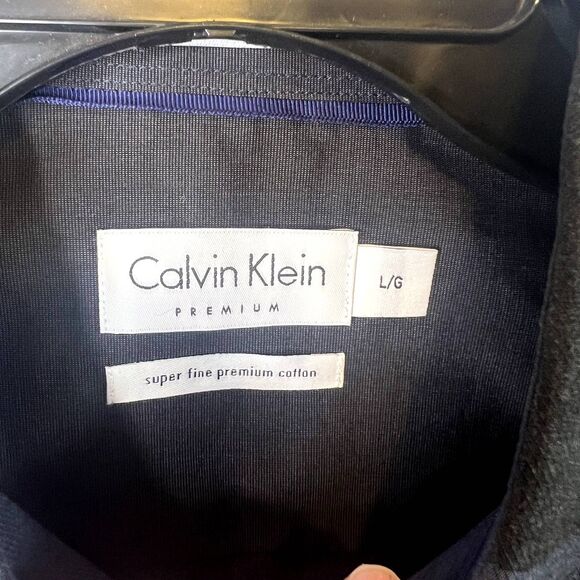 Calvin Klein
PREMIUM
L/G
super fine premium cotton